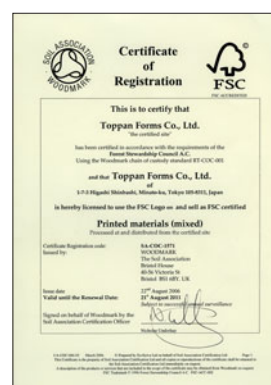 SOIL ASSOCIATION
WOODMARK
Certificate
of
Registration
FSC
This is to certify that
Toppan Forms Co., Ltd.
"the certified site"
has been certified in accordance with the requirements of the
Forest Stewardship Council A.C.
Using the Woodmark chain of custody standard ST-COC-001
and that Toppan Forms Co., Ltd.
of
1-7-3 Higashi Shimbashi, Minato-ku, Tokyo 105-8311, Japan
is hereby licensed to use the FSC Logo on and sell as FSC certified
Printed materials (mixed)
Processed at and distributed from the certified site
Certificate Registration code: SA-COC-1571
Issued by: WOODMARK
The Soil Association
Bristol House
40-56 Victoria St
Bristol BS1 6BY. UK
Issue date 22nd August 2006
Valid until the Renewal Date: 21st August 2011
Subject to successful annual surveillance
Signed on behalf of Woodmark by the
Soil Association Certification Officer